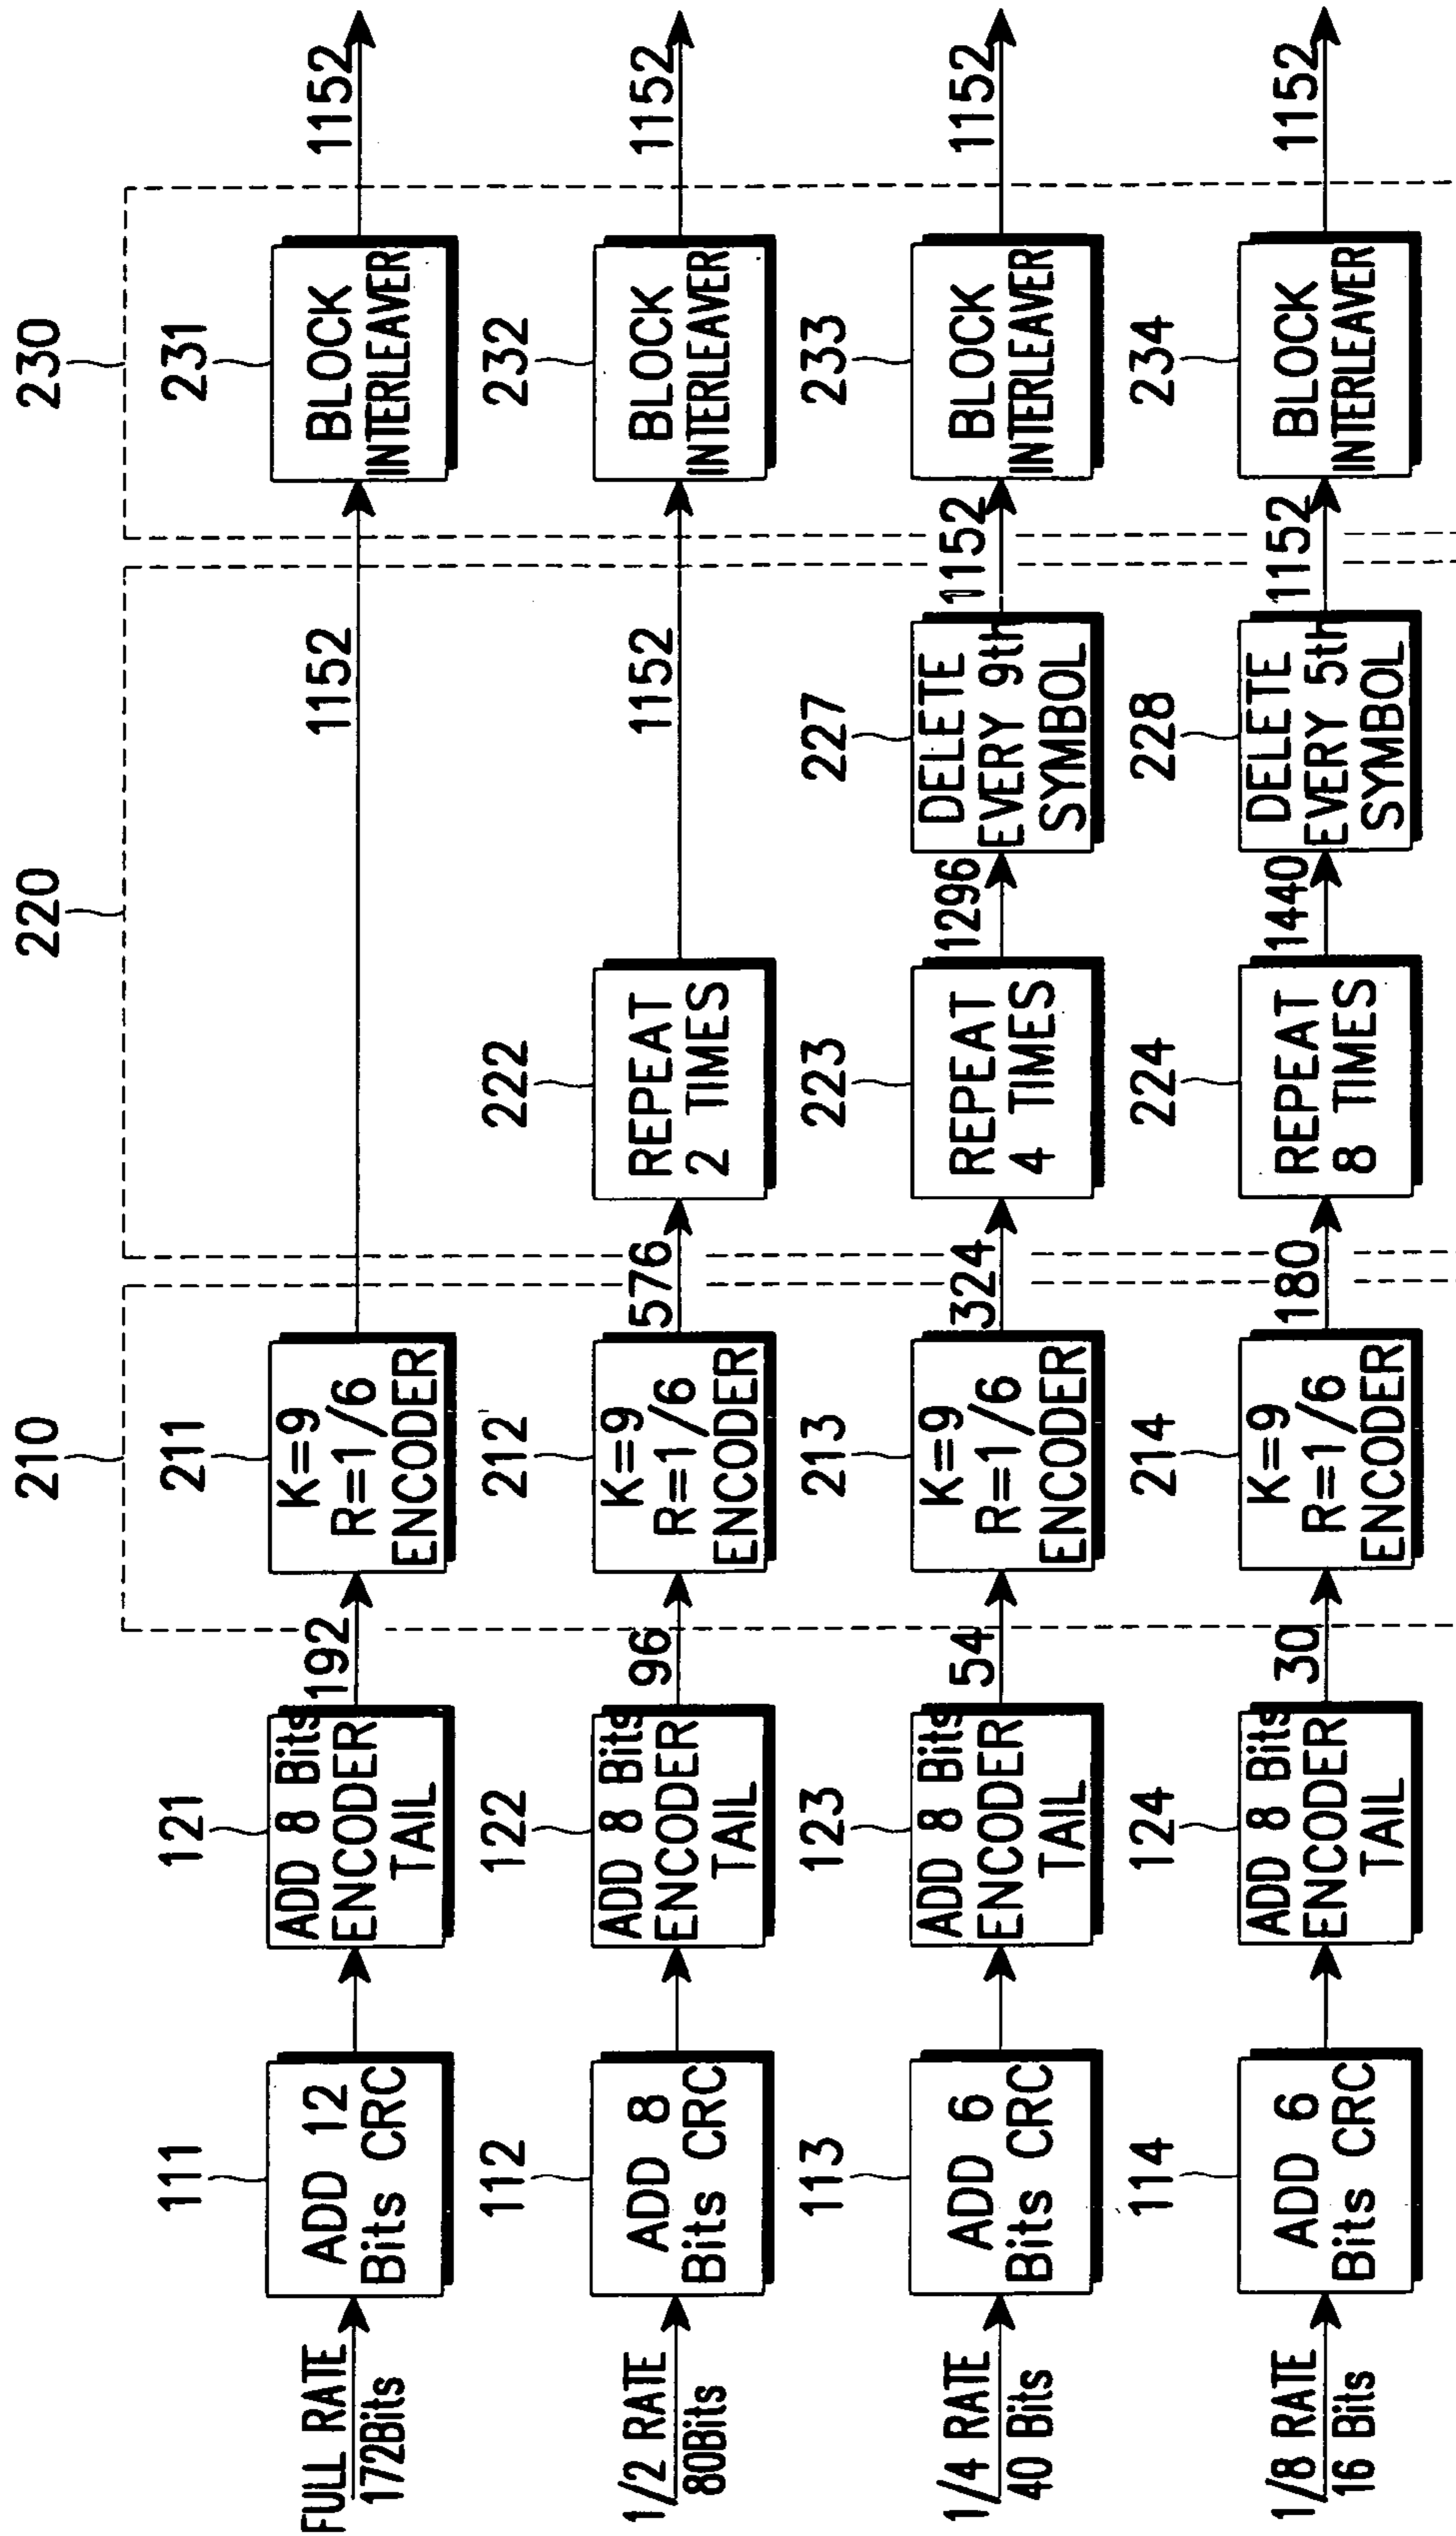 230
220
210
231
1152
1152
211
192
121
111
BLOCK
INTERLEAVER
K=9
R=1/6
ENCODER
ADD 8 Bits
ENCODER
TAIL
ADD 12
Bits CRC
FULL RATE
172Bits
232
1152
1152
222
576
212
96
122
112
BLOCK
INTERLEAVER
REPEAT
2 TIMES
K=9
R=1/6
ENCODER
ADD 8 Bits
ENCODER
TAIL
ADD 8
Bits CRC
1/2 RATE
80Bits
233
1152
1152
227
1296
223
324
213
54
123
113
BLOCK
INTERLEAVER
DELETE
EVERY 9th
SYMBOL
REPEAT
4 TIMES
K=9
R=1/6
ENCODER
ADD 8 Bits
ENCODER
TAIL
ADD 6
Bits CRC
1/4 RATE
40 Bits
234
1152
1152
228
1440
224
180
214
30
124
114
BLOCK
INTERLEAVER
DELETE
EVERY 5th
SYMBOL
REPEAT
8 TIMES
K=9
R=1/6
ENCODER
ADD 8 Bits
ENCODER
TAIL
ADD 6
Bits CRC
1/8 RATE
16 Bits